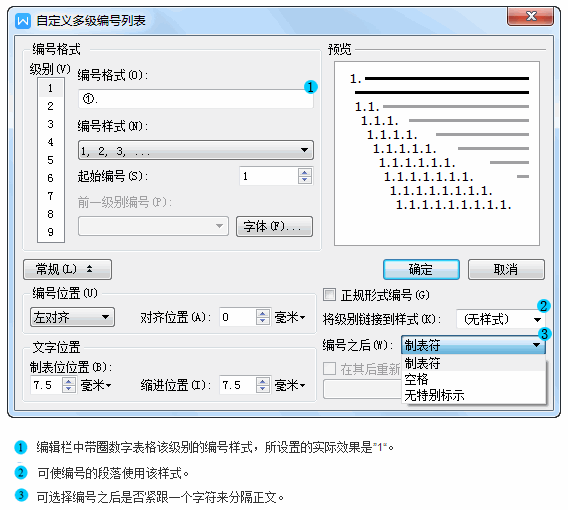 自定义多级编号列表
编号格式
预览
级别(V)
编号格式(O):
1
①.
1
2
3
4
5
6
7
8
9
编号样式(N):
1, 2, 3, ...
起始编号(S):
1
前一级别编号(P):
字体(F)...
1.
1.1.
1.1.1.
1.1.1.1.
1.1.1.1.1.
1.1.1.1.1.1.
1.1.1.1.1.1.1.
1.1.1.1.1.1.1.1.
1.1.1.1.1.1.1.1.1.
常规(L)
确定
取消
编号位置(U)
左对齐
对齐位置(A):
0
毫米
正规形式编号(G)
2
将级别链接到样式(K):
(无样式)
3
编号之后(W):
制表符
制表符
空格
无特别标示
在其后重新
文字位置
制表位位置(B):
7.5
毫米
缩进位置(I):
7.5
毫米
1 编辑栏中带圈数字表格该级别的编号样式，所设置的实际效果是"1"。
2 可使编号的段落使用该样式。
3 可选择编号之后是否紧跟一个字符来分隔正文。